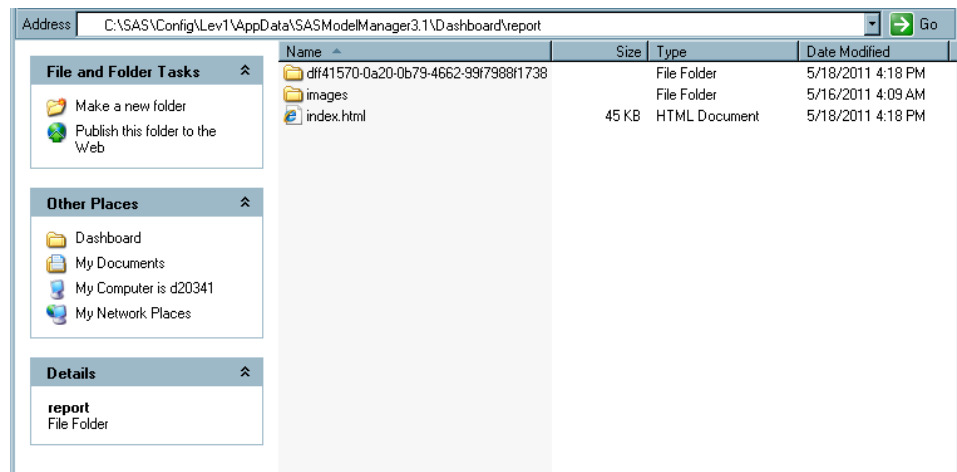 Address C:\SAS\Config\Lev1\AppData\SASModelManager3.1\Dashboard\report Go
Name Size Type Date Modified
File and Folder Tasks
Make a new folder
Publish this folder to the
Web
Other Places
Dashboard
My Documents
My Computer is d20341
My Network Places
Details
report
File Folder
dff41570-0a20-0b79-4662-99f7988f1738 File Folder 5/18/2011 4:18 PM
images File Folder 5/16/2011 4:09 AM
index.html 45 KB HTML Document 5/18/2011 4:18 PM